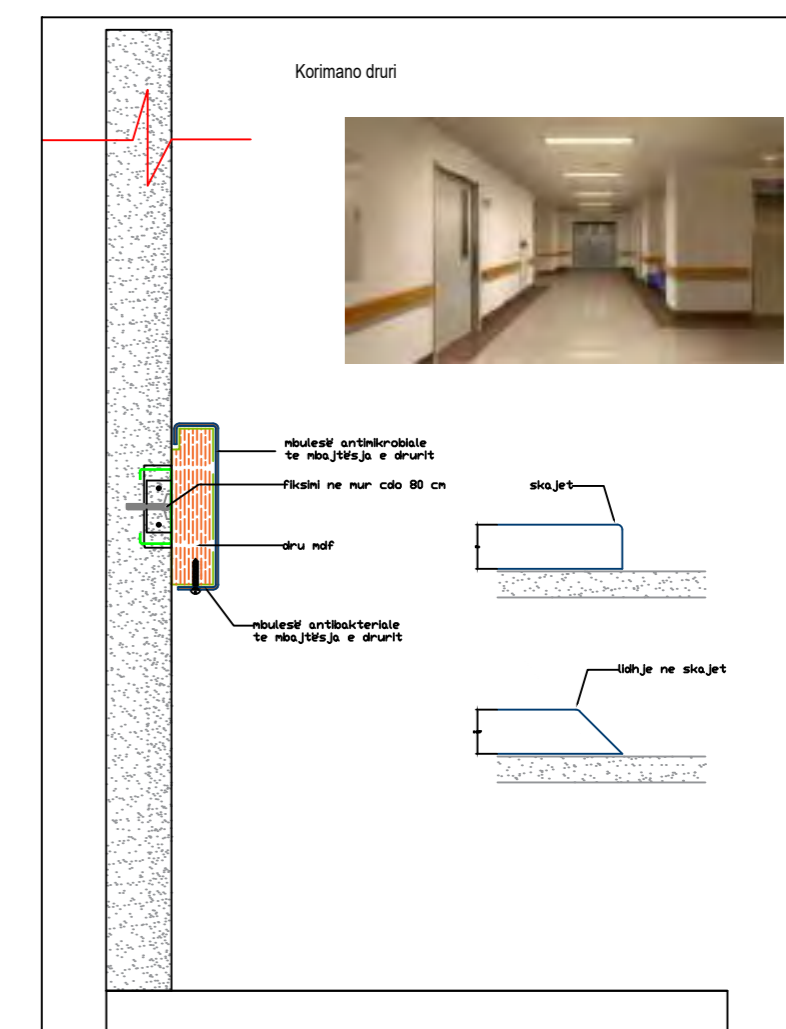 Korimano druri
mbulesë antimikrobiale
te mbajtësja e drurit
fiksimi ne mur cdo 80 cm
dru mdf
mbulesë antibakteriale
te mbajtësja e drurit
skajet
lidhje ne skajet